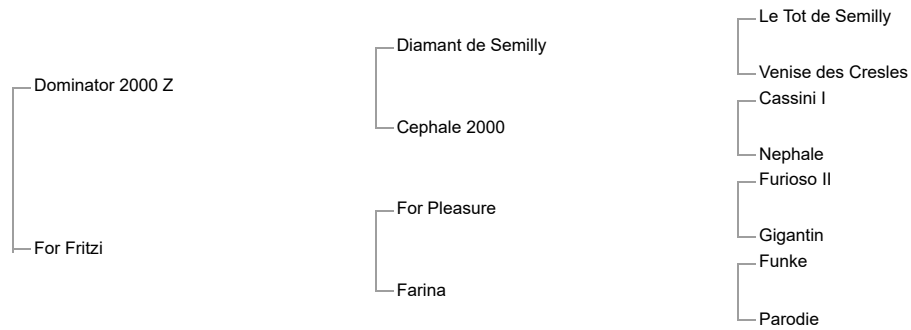 Le Tot de Semilly
Diamant de Semilly
Venise des Cresles
Dominator 2000 Z
Cassini I
Cephale 2000
Nephale
Furioso II
For Pleasure
Gigantin
For Fritzi
Funke
Farina
Parodie